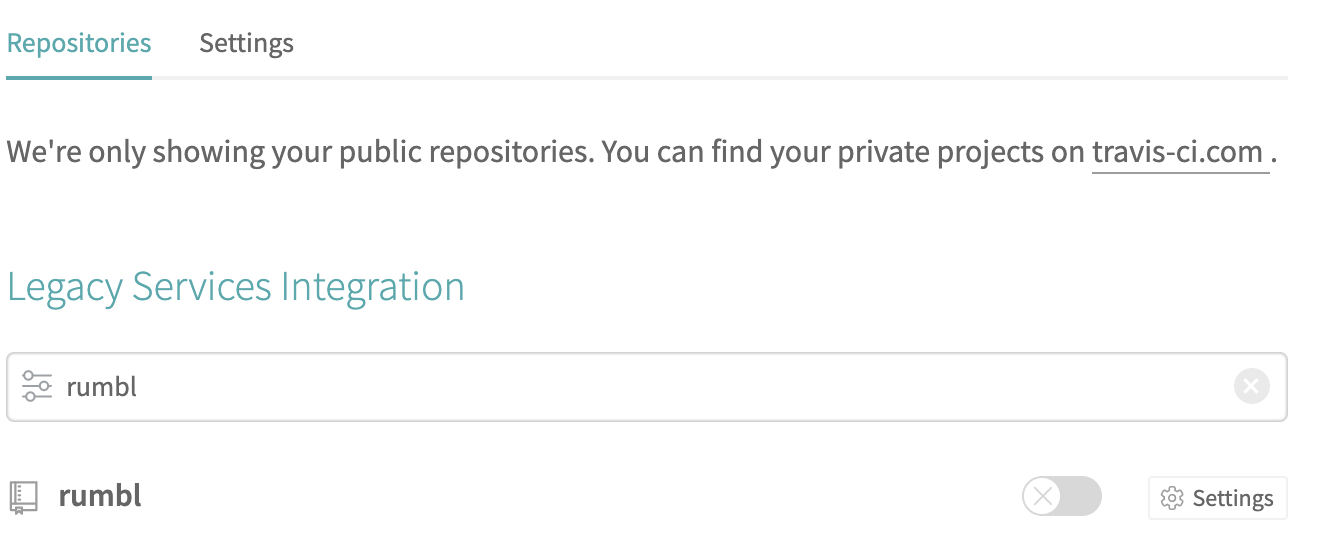 Repositories Settings
We're only showing your public repositories. You can find your private projects on travis-ci.com .
Legacy Services Integration
rumbl
rumbl Settings